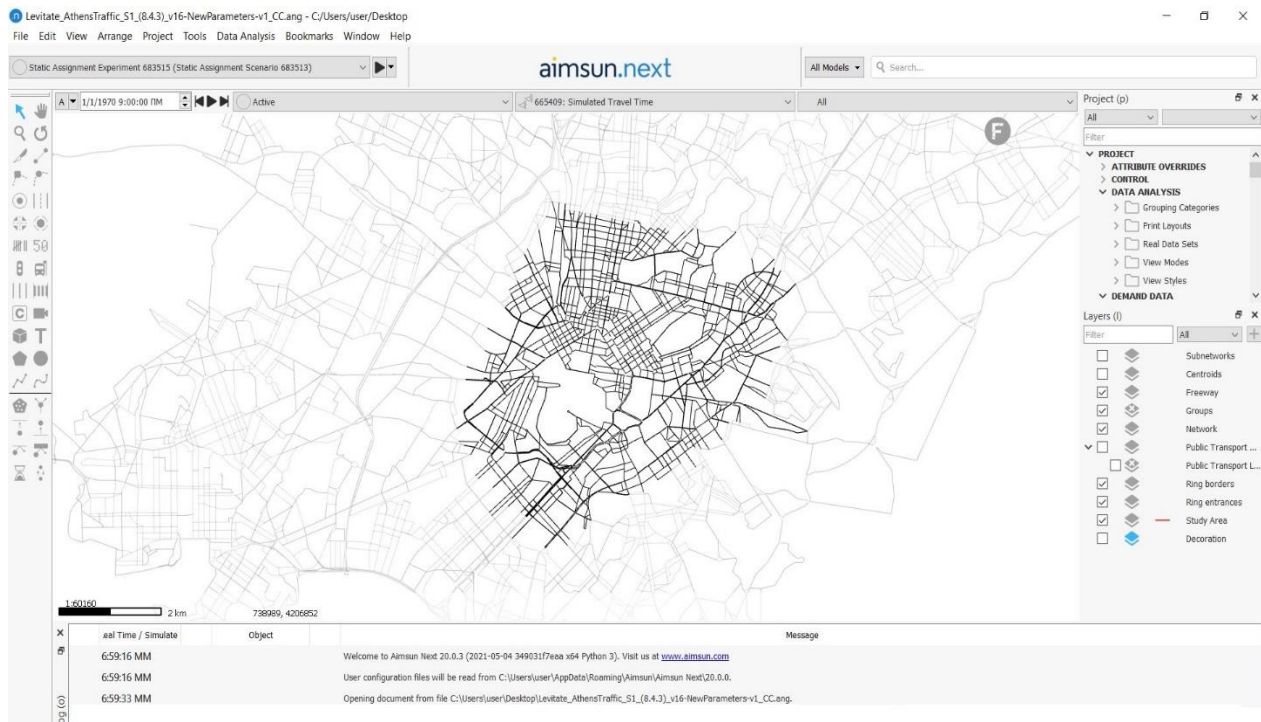 Levitate_AthensTraffic_S1_(8.4.3)_v16-NewParameters-v1_CC.ang - C:/Users/user/Desktop
File Edit View Arrange Project Tools Data Analysis Bookmarks Window Help
Static Assignment Experiment 683515 (Static Assignment Scenario 683513)
aimsun.next
All Models
Search...
A 1/1/1970 9:00:00 ΠΜ
Active
665409: Simulated Travel Time
All
F
50
C
T
1:60160
2 km
738989, 4206852
Project (p)
All
Filter
PROJECT
ATTRIBUTE OVERRIDES
CONTROL
DATA ANALYSIS
Grouping Categories
Print Layouts
Real Data Sets
View Modes
View Styles
DEMAND DATA
Layers (l)
Filter All
Subnetworks
Centroids
Freeway
Groups
Network
Public Transport ...
Public Transport L...
Ring borders
Ring entrances
Study Area
Decoration
eal Time / Simulate Object Message
6:59:16 MM Welcome to Aimsun Next 20.0.3 (2021-05-04 349031f7eaa x64 Python 3). Visit us at www.aimsun.com
6:59:16 MM User configuration files will be read from C:\Users\user\AppData\Roaming\Aimsun\Aimsun Next\20.0.0.
6:59:33 MM Opening document from file C:\Users\user\Desktop\Levitate_AthensTraffic_S1_(8.4.3)_v16-NewParameters-v1_CC.ang.
og (o)